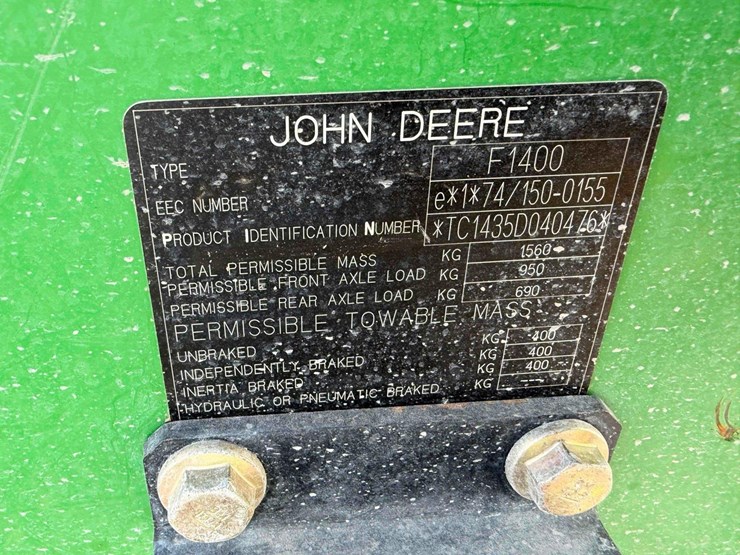 JOHN DEERE
TYPE F1400
EEC NUMBER e*1*74/150-0155
PRODUCT IDENTIFICATION NUMBER *TC1435D040476*
TOTAL PERMISSIBLE MASS KG 1560
PERMISSIBLE FRONT AXLE LOAD KG 950
PERMISSIBLE REAR AXLE LOAD KG 690
PERMISSIBLE TOWABLE MASS
UNBRAKED KG 400
INDEPENDENTLY BRAKED KG 400
INERTIA BRAKED KG 400
HYDRAULIC OR PNEUMATIC BRAKED KG ---